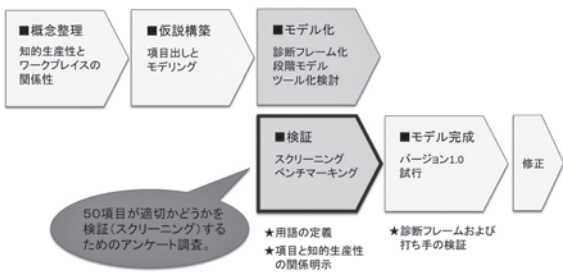 ■概念整理
知的生産性と
ワークプレイスの
関係性
■仮説構築
項目出しと
モデリング
■モデル化
診断フレーム化
段階モデル
ツール化検討
■検証
スクリーニング
ベンチマーキング
■モデル完成
バージョン1.0
試行
修正
50項目が適切かどうかを
検証(スクリーニング)する
ためのアンケート調査。
★用語の定義
★項目と知的生産性
の関係明示
★診断フレームおよび
打ち手の検証